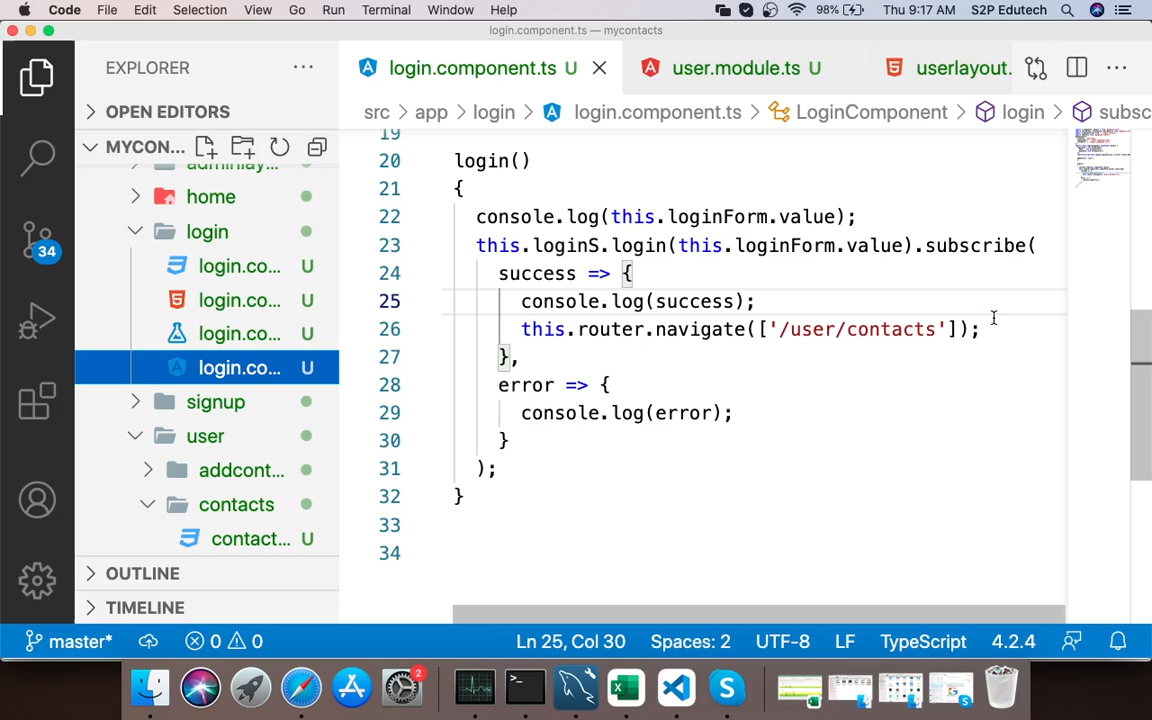 Code File Edit Selection View Go Run Terminal Window Help 98% Thu 9:17 AM S2P Edutech
login.component.ts — mycontacts
EXPLORER
login.component.ts U
user.module.ts U
userlayout.
OPEN EDITORS
src > app > login > login.component.ts > LoginComponent > login > subsc
MYCON...
adminlay...
home
login
login.co... U
login.co... U
login.co... U
login.co... U
signup
user
addcont...
contacts
contact... U
OUTLINE
TIMELINE
34
19
20 login()
21 {
22 console.log(this.loginForm.value);
23 this.loginS.login(this.loginForm.value).subscribe(
24 success => {
25 console.log(success);
26 this.router.navigate(['/user/contacts']);
27 },
28 error => {
29 console.log(error);
30 }
31 );
32 }
33
34
master* 0 0 Ln 25, Col 30 Spaces: 2 UTF-8 LF TypeScript 4.2.4
2